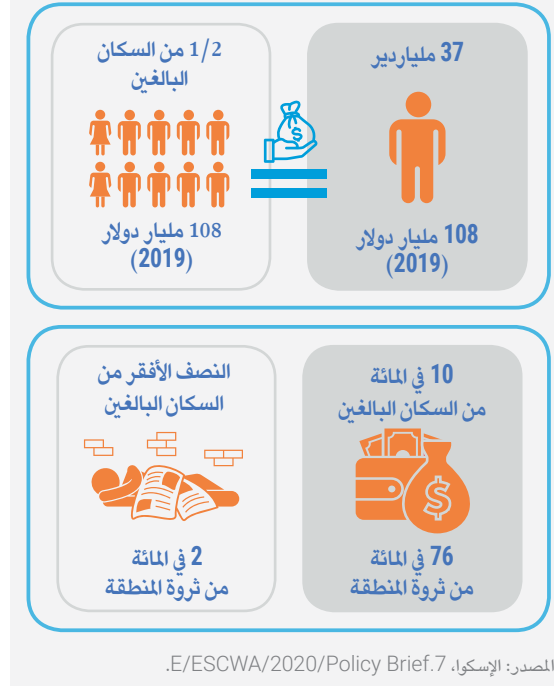 37 ملياردير
108 مليار دولار
(2019)
1/2 من السكان
البالغين
108 مليار دولار
(2019)
10 في المائة
من السكان البالغين
76 في المائة
من ثروة المنطقة
النصف الأفقر من
السكان البالغين
2 في المائة
من ثروة المنطقة
المصدر: الإسكوا، E/ESCWA/2020/Policy Brief.7.